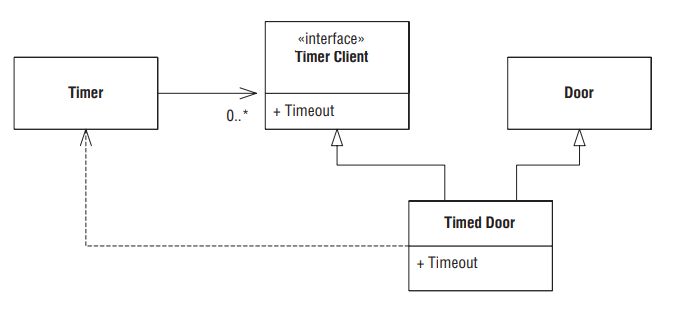 «interface»
Timer Client
Timer
Door
0..*
+ Timeout
Timed Door
+ Timeout